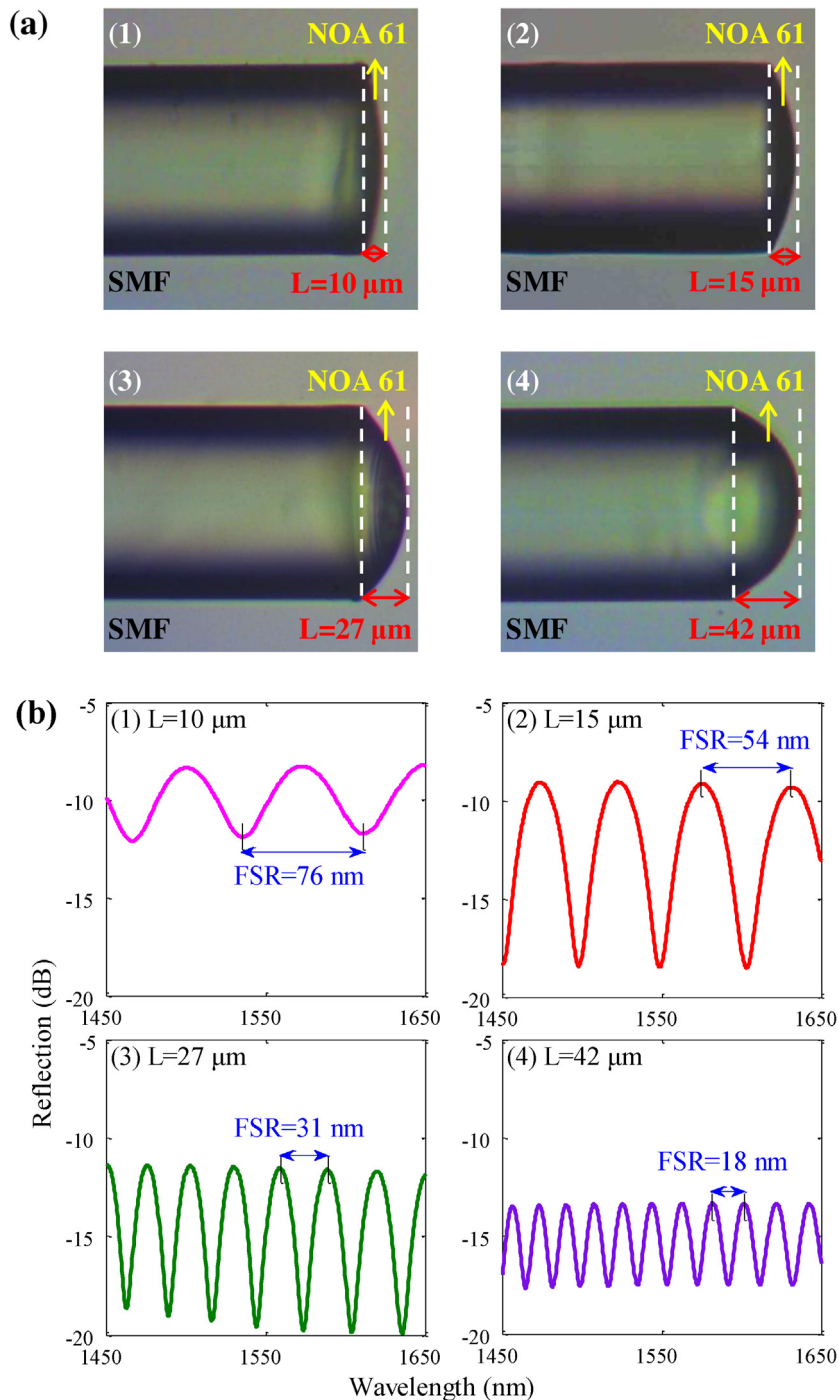 (a)
(1)
NOA 61
SMF
L=10 μm
(2)
NOA 61
SMF
L=15 μm
(3)
NOA 61
SMF
L=27 μm
(4)
NOA 61
SMF
L=42 μm
(b)
Reflection (dB)
(1) L=10 μm
FSR=76 nm
-5
-10
-15
-20
1450
1550
1650
(2) L=15 μm
FSR=54 nm
-5
-10
-15
-20
1450
1550
1650
(3) L=27 μm
FSR=31 nm
-5
-10
-15
-20
1450
1550
1650
(4) L=42 μm
FSR=18 nm
-5
-10
-15
-20
1450
1550
1650
Wavelength (nm)